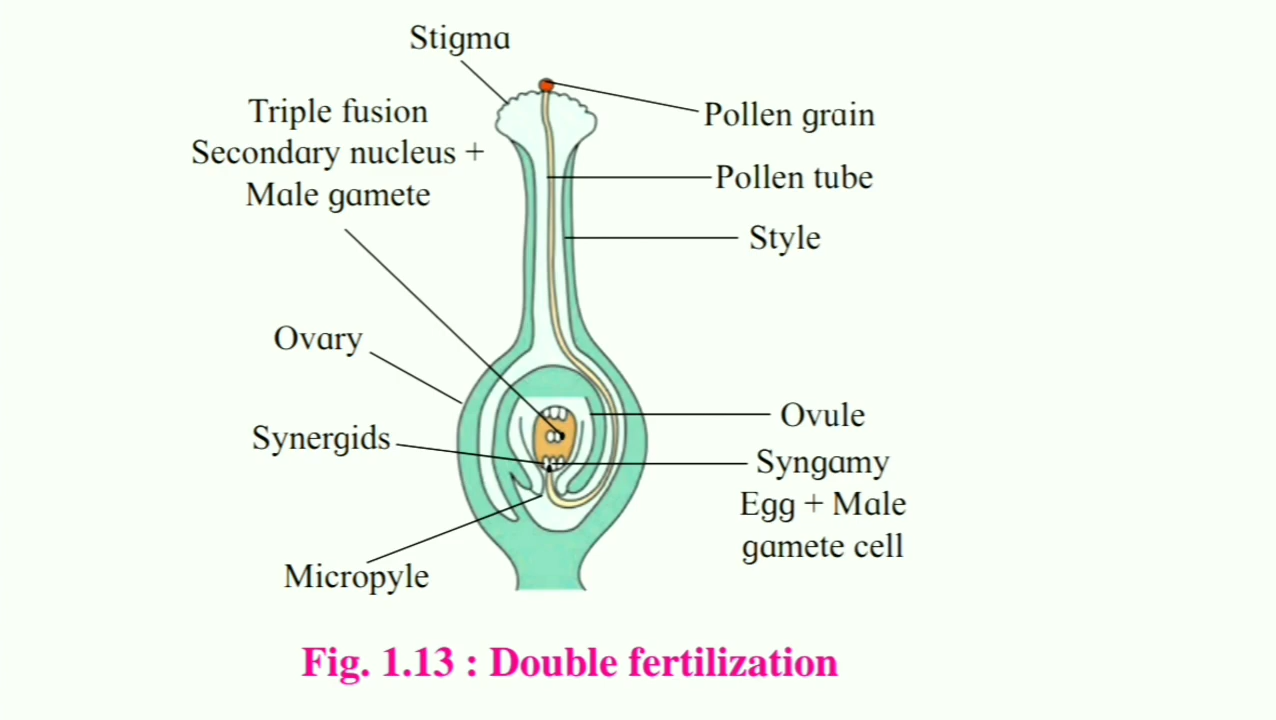 Stigma
Pollen grain
Triple fusion
Secondary nucleus +
Male gamete
Pollen tube
Style
Ovary
Ovule
Synergids
Syngamy
Egg + Male
gamete cell
Micropyle
Fig. 1.13 : Double fertilization